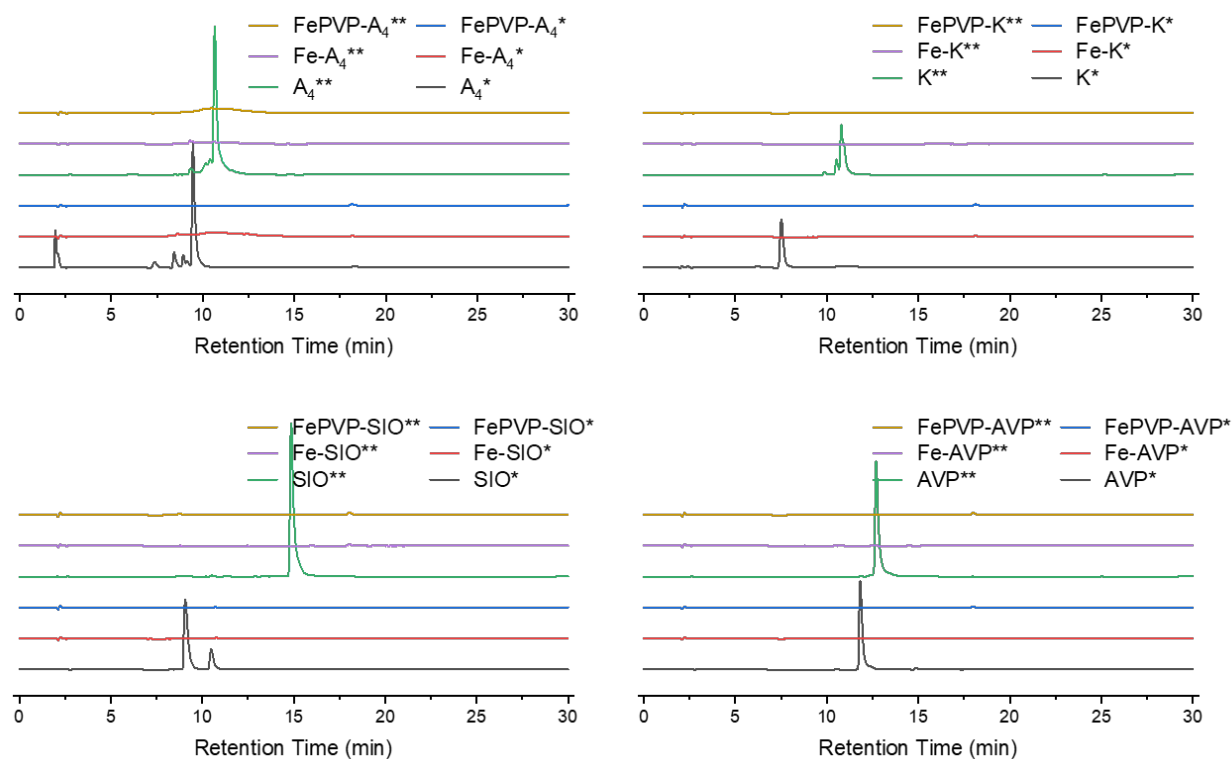 FePVP-A₄** FePVP-A₄*
Fe-A₄** Fe-A₄*
A₄** A₄*
0 5 10 15 20 25 30
Retention Time (min)
FePVP-K** FePVP-K*
Fe-K** Fe-K*
K** K*
0 5 10 15 20 25 30
Retention Time (min)
FePVP-SIO** FePVP-SIO*
Fe-SIO** Fe-SIO*
SIO** SIO*
0 5 10 15 20 25 30
Retention Time (min)
FePVP-AVP** FePVP-AVP*
Fe-AVP** Fe-AVP*
AVP** AVP*
0 5 10 15 20 25 30
Retention Time (min)